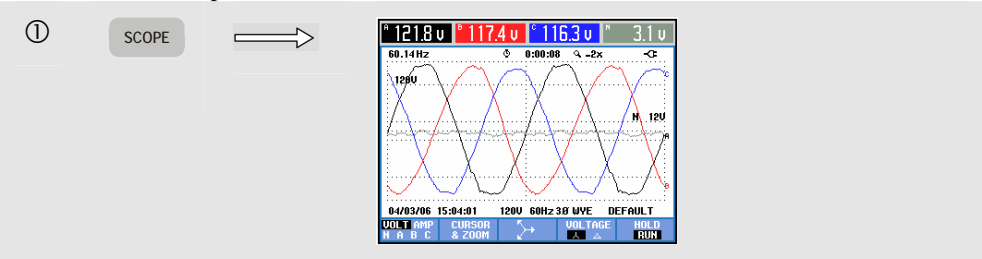 ①
SCOPE
A 121.8 V B 117.4 V C 116.3 V N 3.1 V
60.14Hz 0:00:08 -2x
C
120V
N 12V
A
B
04/03/06 15:04:01 120V 60Hz 3Ø WYE DEFAULT
VOLT AMP CURSOR VOLTAGE HOLD
N A B C & ZOOM RUN